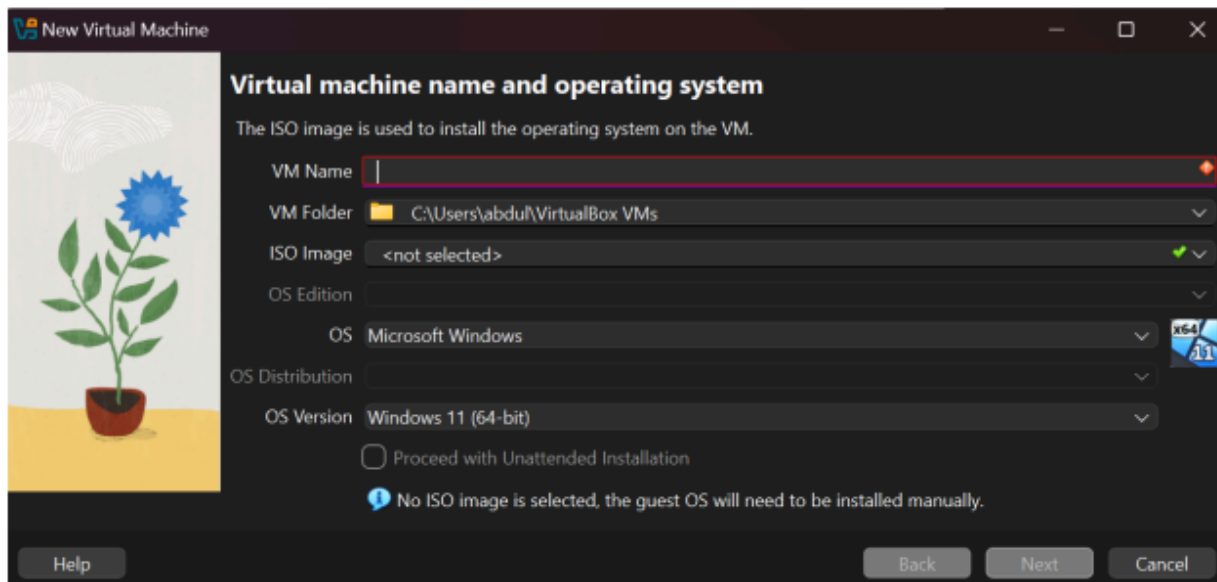 New Virtual Machine
Virtual machine name and operating system
The ISO image is used to install the operating system on the VM.
VM Name
VM Folder C:\Users\abdul\VirtualBox VMs
ISO Image <not selected>
OS Edition
OS Microsoft Windows
x64
11
OS Distribution
OS Version Windows 11 (64-bit)
Proceed with Unattended Installation
No ISO image is selected, the guest OS will need to be installed manually.
Help Back Next Cancel